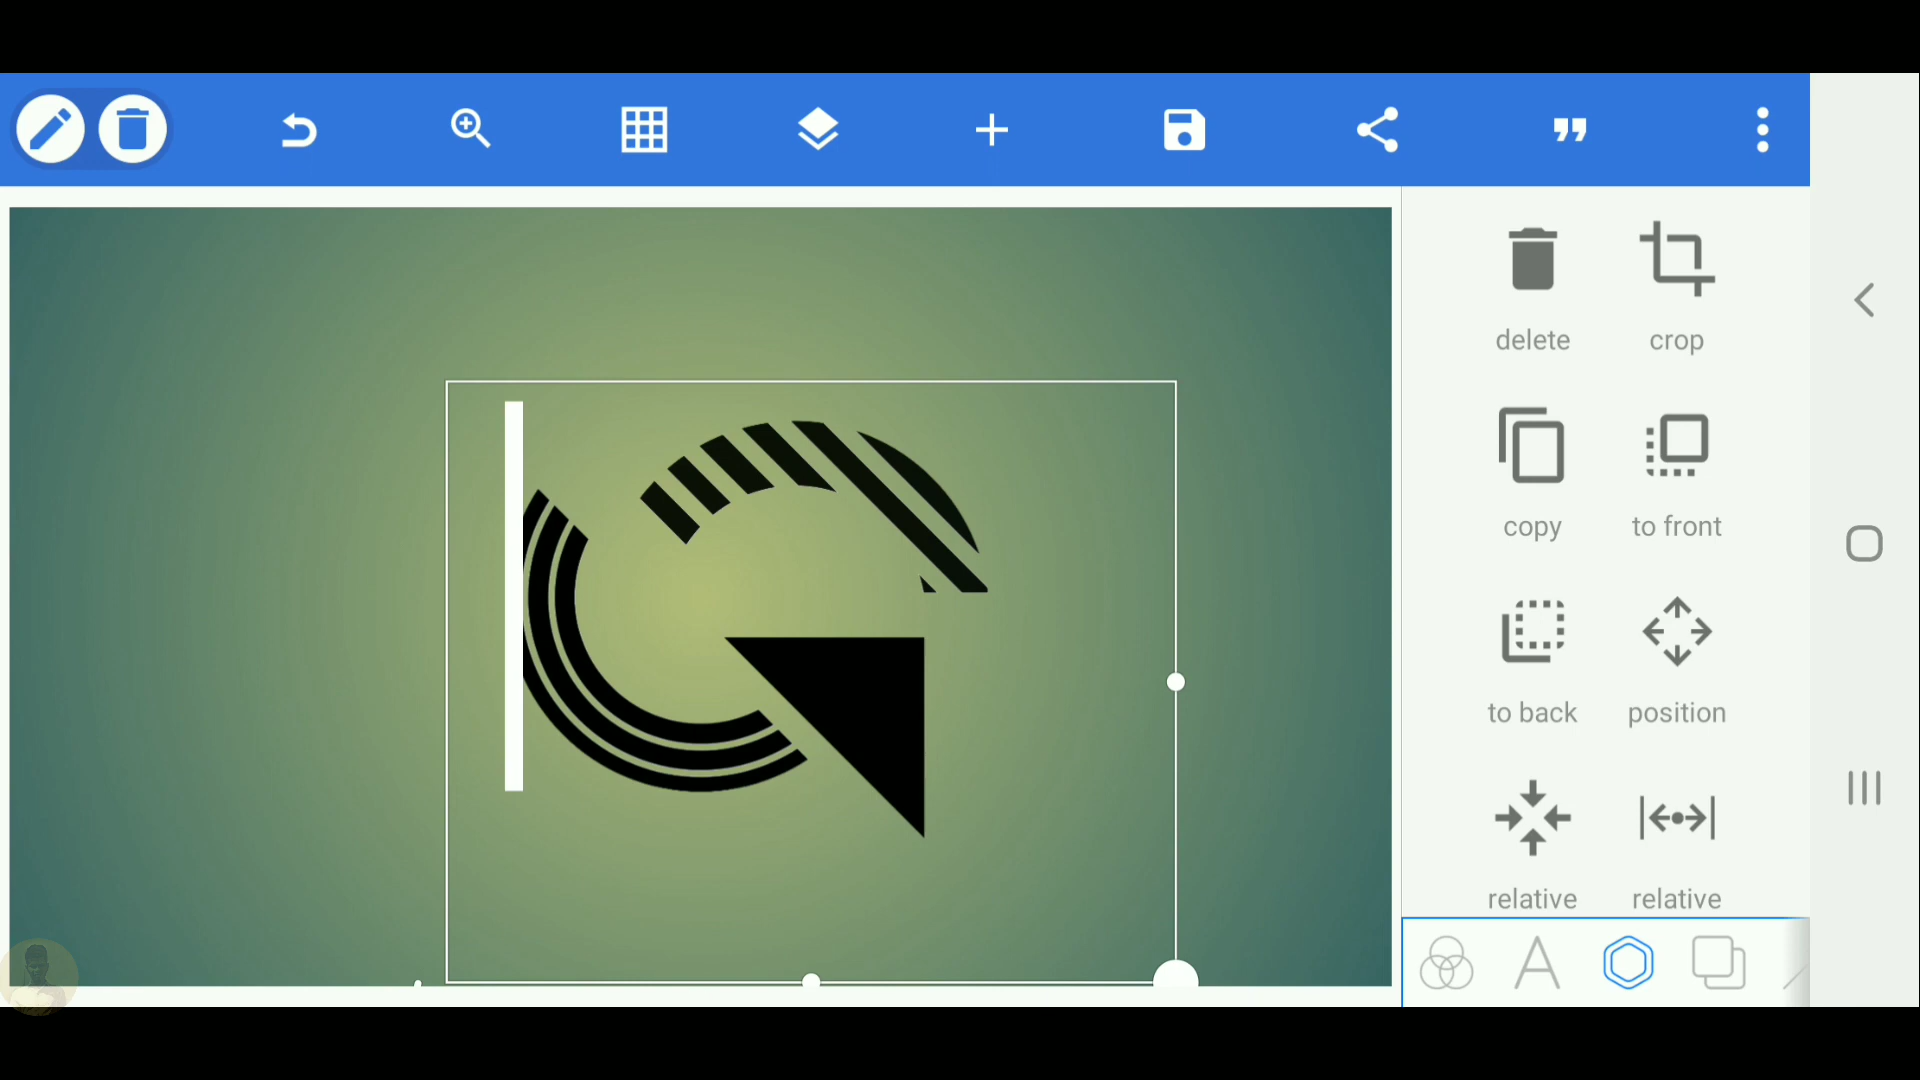 delete crop
copy to front
to back position
relative relative